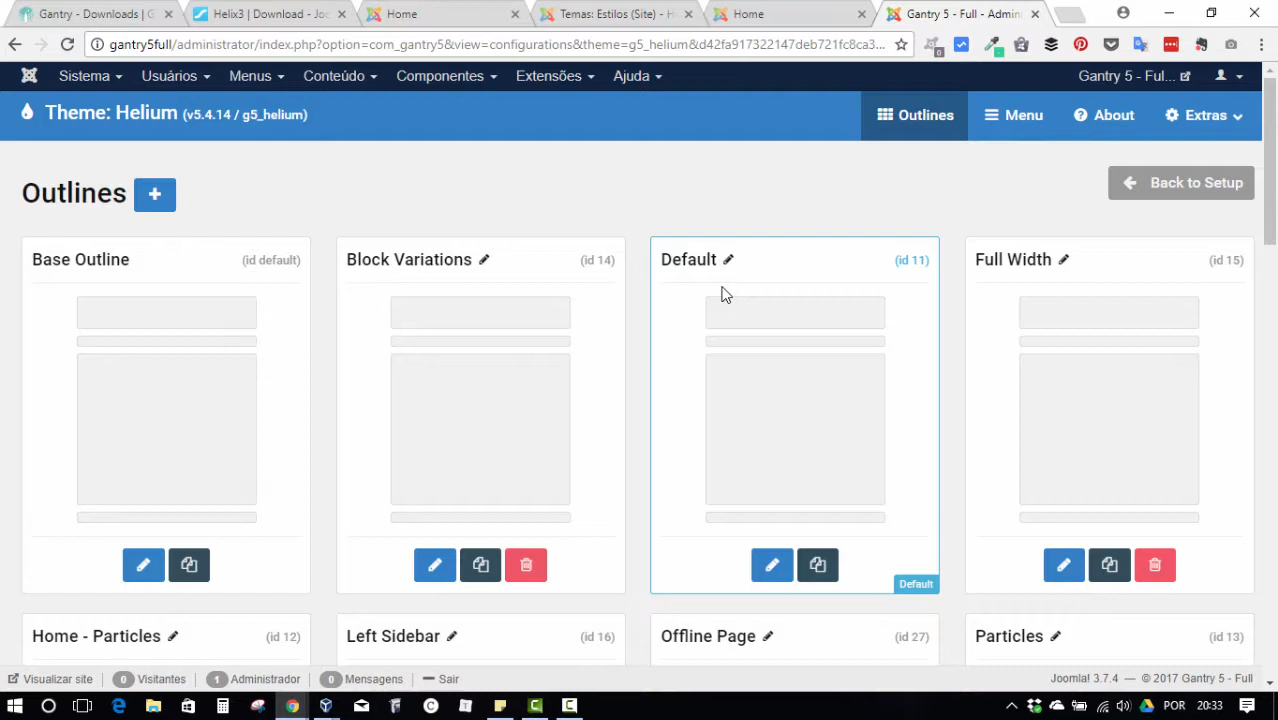 Gantry - Downloads | G
Helix3 | Download - Joo
Home
Temas: Estilos (Site) - H
Home
Gantry 5 - Full - Admin
gantry5full/administrator/index.php?option=com_gantry5&view=configurations&theme=g5_helium&d42fa917322147deb721fc8ca3...
Sistema Usuários Menus Conteúdo Componentes Extensões Ajuda Gantry 5 - Ful...
Theme: Helium (v5.4.14 / g5_helium) Outlines Menu About Extras
Outlines + Back to Setup
Base Outline (id default) Block Variations (id 14) Default (id 11) Full Width (id 15)
Default
Home - Particles (id 12) Left Sidebar (id 16) Offline Page (id 27) Particles (id 13)
Visualizar site 0 Visitantes 1 Administrador 0 Mensagens Sair Joomla! 3.7.4 — © 2017 Gantry 5 - Full
POR 20:33